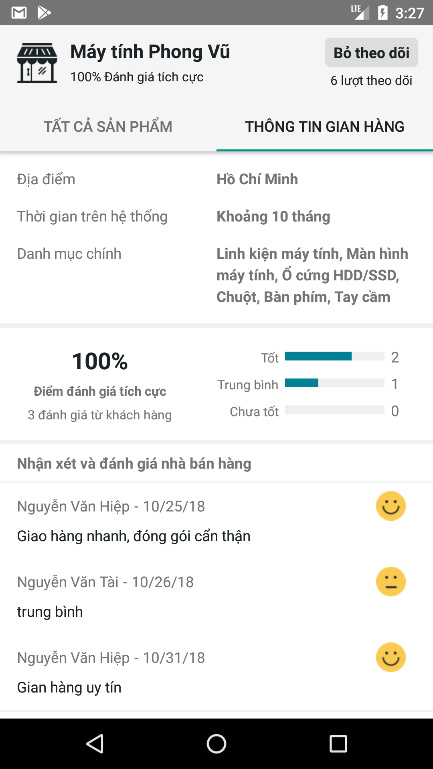 LTE 3:27
Máy tính Phong Vũ
100% Đánh giá tích cực
Bỏ theo dõi
6 lượt theo dõi
TẤT CẢ SẢN PHẨM THÔNG TIN GIAN HÀNG
Địa điểm Hồ Chí Minh
Thời gian trên hệ thống Khoảng 10 tháng
Danh mục chính Linh kiện máy tính, Màn hình
máy tính, Ổ cứng HDD/SSD,
Chuột, Bàn phím, Tay cầm
100%
Điểm đánh giá tích cực
3 đánh giá từ khách hàng
Tốt 2
Trung bình 1
Chưa tốt 0
Nhận xét và đánh giá nhà bán hàng
Nguyễn Văn Hiệp - 10/25/18
Giao hàng nhanh, đóng gói cẩn thận
Nguyễn Văn Tài - 10/26/18
trung bình
Nguyễn Văn Hiệp - 10/31/18
Gian hàng uy tín